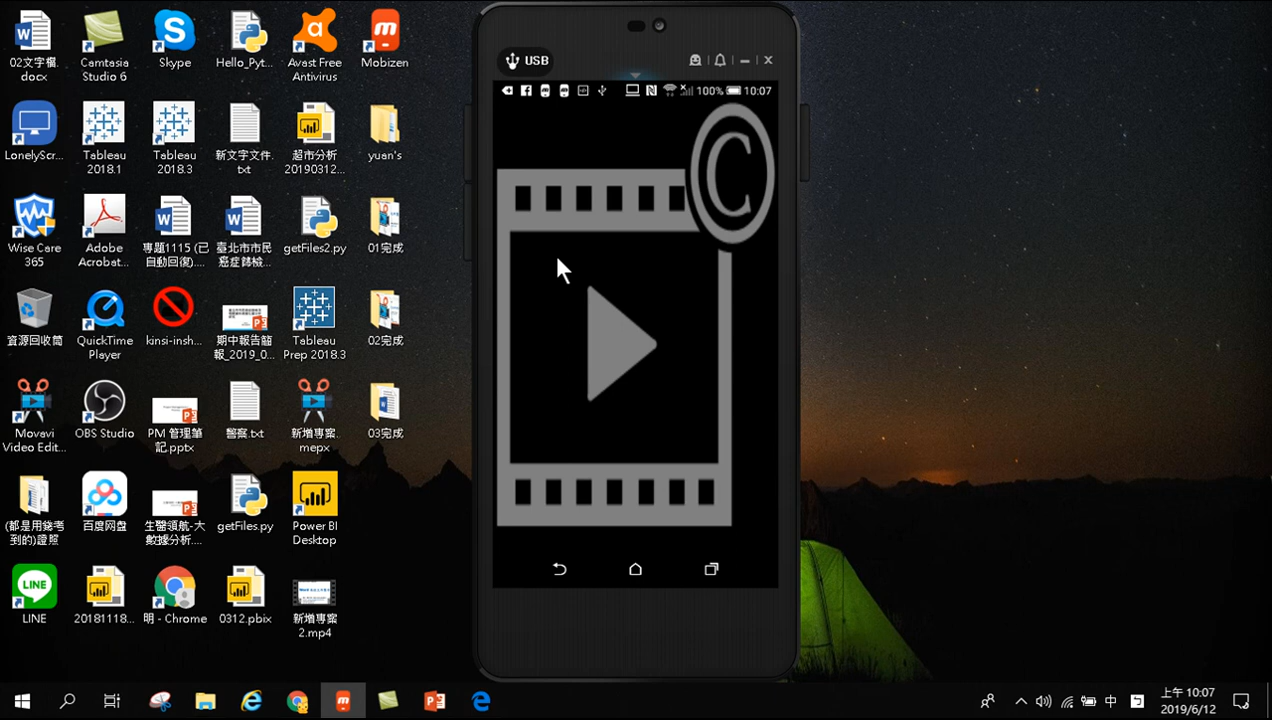 02文字檔.docx
Camtasia Studio 6
Skype
Hello_Pyt...
Avast Free Antivirus
Mobizen
LonelyScr...
Tableau 2018.1
Tableau 2018.3
新文字文件.txt
超市分析 20190312...
yuan's
Wise Care 365
Adobe Acrobat...
專題1115 (已自動回復)....
臺北市市民癌症篩檢...
getFiles2.py
01完成
資源回收筒
QuickTime Player
kinsi-insh...
期中報告簡報_2019_0...
Tableau Prep 2018.3
02完成
Movavi Video Edit...
OBS Studio
PM 管理筆記.pptx
警察.txt
新增專案.mepx
03完成
(都是用幾考到的)證照
百度网盘
生醫領航-大數據分析....
getFiles.py
Power BI Desktop
LINE
20181118...
明 - Chrome
0312.pbix
新增專案 2.mp4
USB
100% 10:07
C
中
上午 10:07
2019/6/12